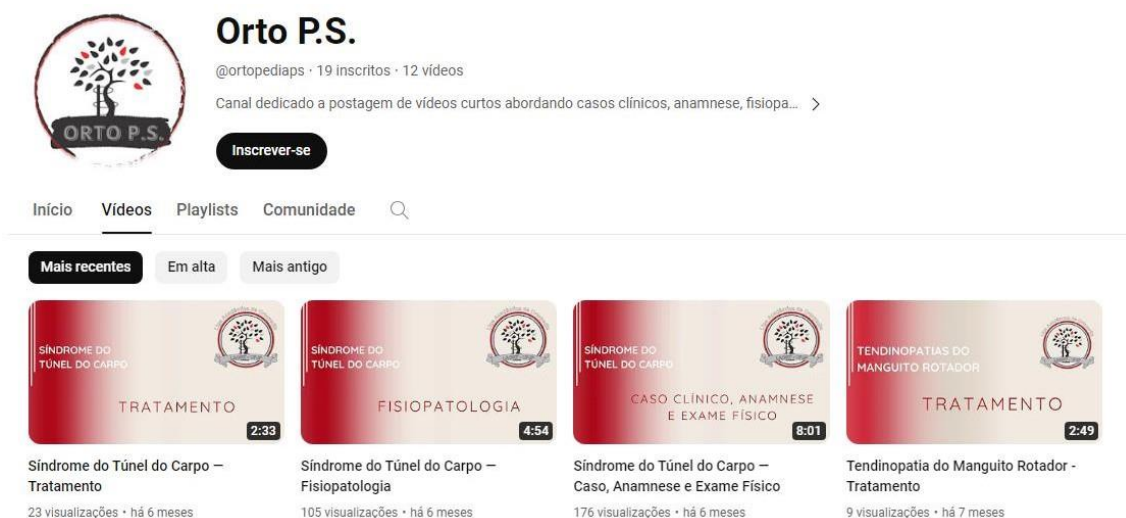 Orto P.S.
@ortopediaps · 19 inscritos · 12 vídeos
Canal dedicado a postagem de vídeos curtos abordando casos clínicos, anamnese, fisiopa...
Inscrever-se
ORTO P.S.
Início Vídeos Playlists Comunidade
Mais recentes Em alta Mais antigo
SÍNDROME DO
TÚNEL DO CARPO
TRATAMENTO
2:33
SÍNDROME DO
TÚNEL DO CARPO
FISIOPATOLOGIA
4:54
SÍNDROME DO
TÚNEL DO CARPO
CASO CLÍNICO, ANAMNESE
E EXAME FÍSICO
8:01
TENDINOPATIAS DO
MANGUITO ROTADOR
TRATAMENTO
2:49
Síndrome do Túnel do Carpo –
Tratamento
23 visualizações • há 6 meses
Síndrome do Túnel do Carpo –
Fisiopatologia
105 visualizações • há 6 meses
Síndrome do Túnel do Carpo –
Caso, Anamnese e Exame Físico
176 visualizações • há 6 meses
Tendinopatia do Manguito Rotador -
Tratamento
9 visualizações • há 7 meses